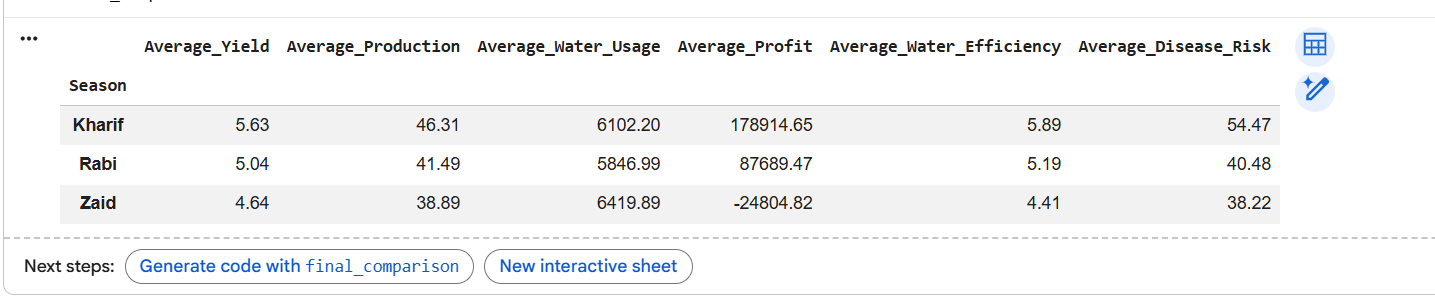 Average_Yield Average_Production Average_Water_Usage Average_Profit Average_Water_Efficiency Average_Disease_Risk
Season
Kharif 5.63 46.31 6102.20 178914.65 5.89 54.47
Rabi 5.04 41.49 5846.99 87689.47 5.19 40.48
Zaid 4.64 38.89 6419.89 -24804.82 4.41 38.22
Next steps: Generate code with final_comparison New interactive sheet